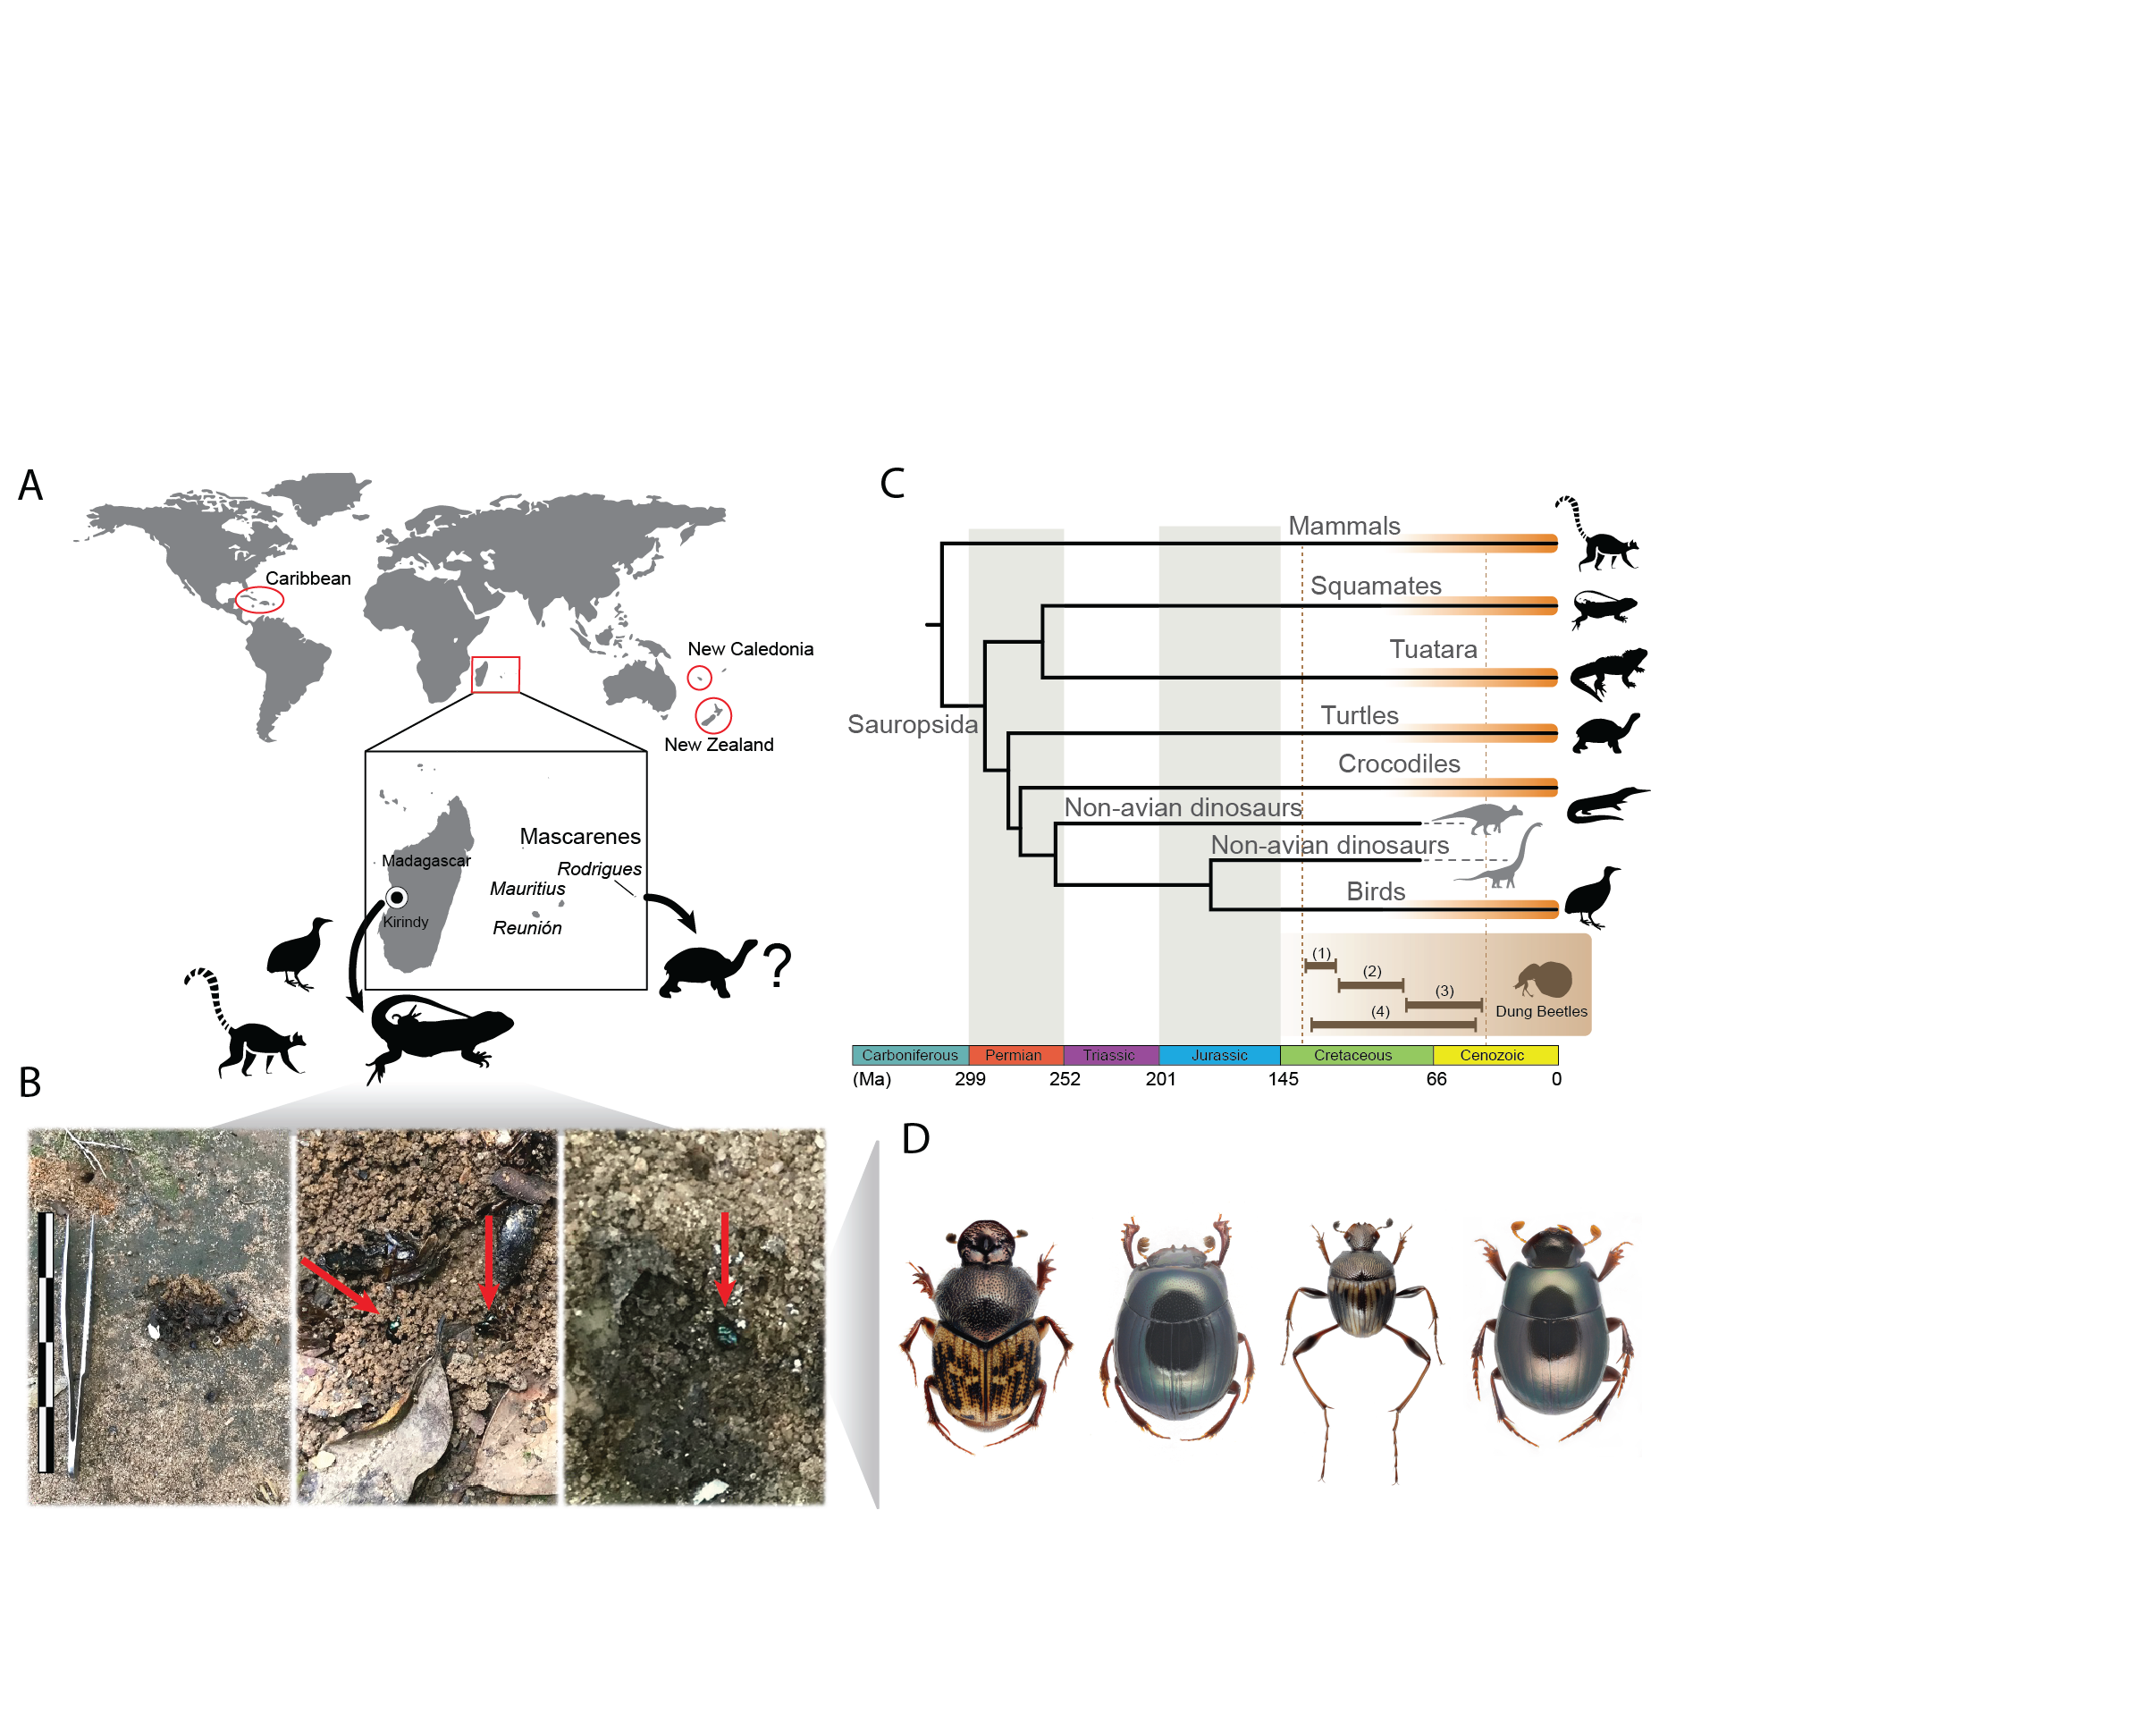 A
Caribbean
New Caledonia
New Zealand
Mascarenes
Rodrigues
Madagascar
Mauritius
Kirindy
Reunión
?
B
C
Mammals
Squamates
Tuatara
Turtles
Sauropsida
Crocodiles
Non-avian dinosaurs
Non-avian dinosaurs
Birds
(1)
(2)
(3)
(4)
Dung Beetles
Carboniferous Permian Triassic Jurassic Cretaceous Cenozoic
(Ma) 299 252 201 145 66 0
D